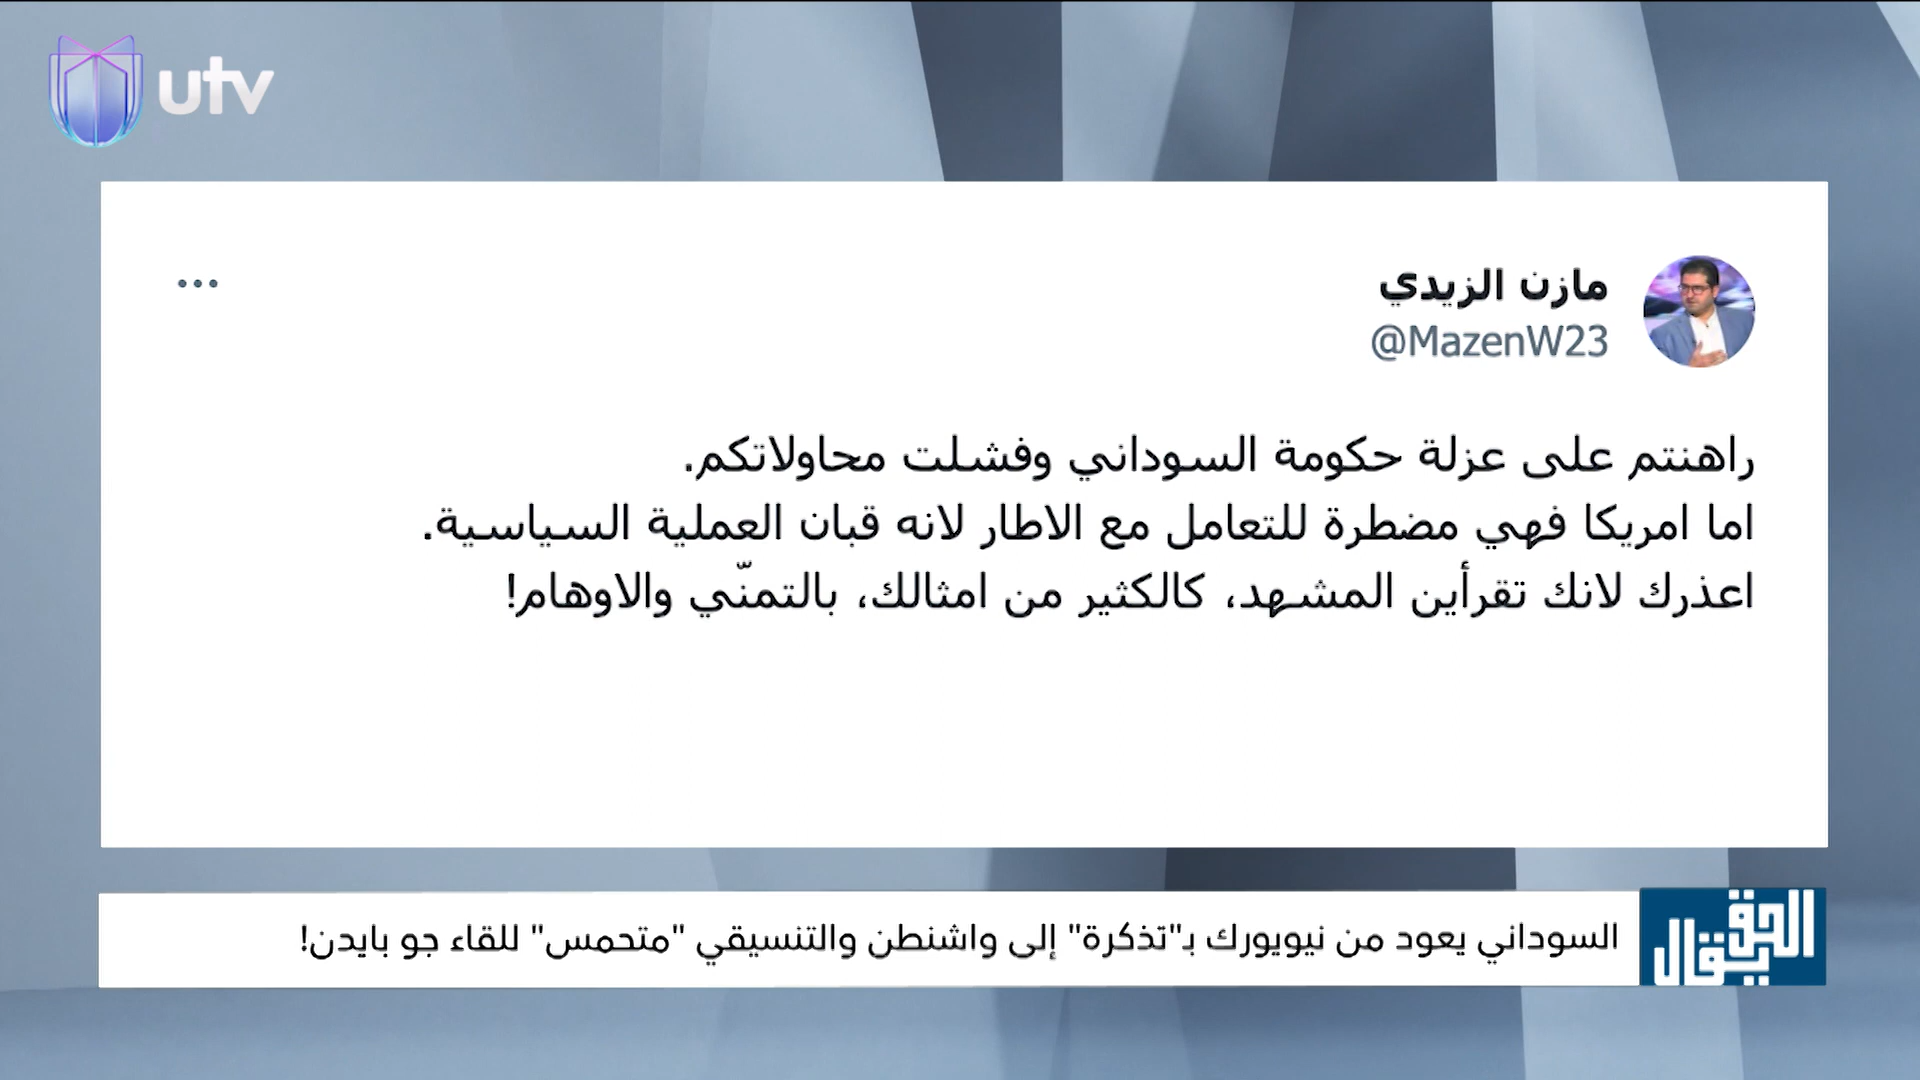 utv
مازن الزيدي
@MazenW23
راهنتم على عزلة حكومة السوداني وفشلت محاولاتكم.
اما امريكا فهي مضطرة للتعامل مع الاطار لانه قبان العملية السياسية.
اعذرك لانك تقرأين المشهد، كالكثير من امثالك، بالتمنّي والاوهام!
الحق يقال
السوداني يعود من نيويورك بـ"تذكرة" إلى واشنطن والتنسيقي "متحمس" للقاء جو بايدن!